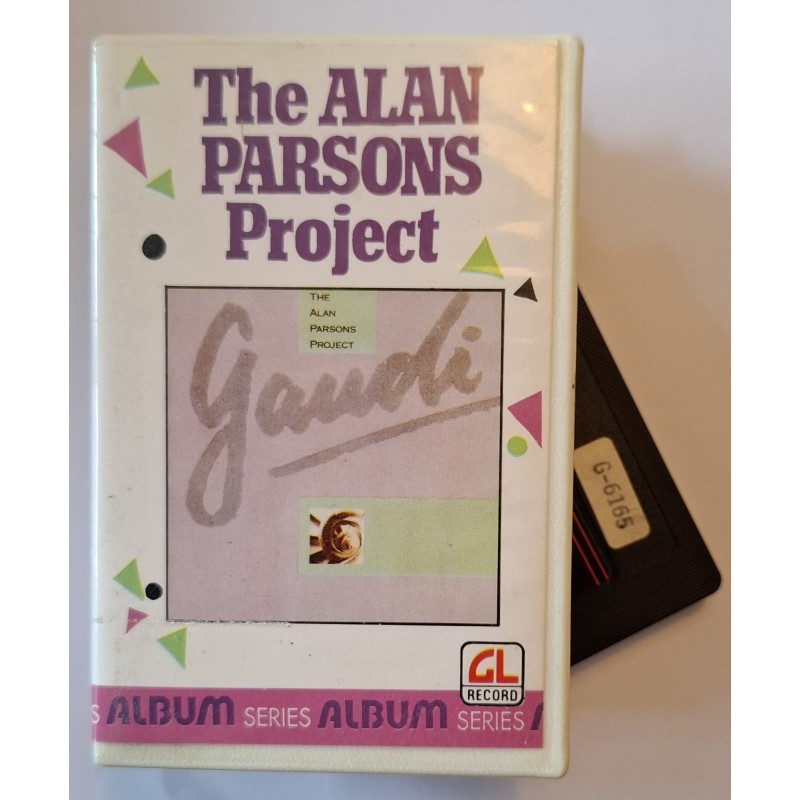 The ALAN
PARSONS
Project
THE
ALAN
PARSONS
PROJECT
gaudi
G-6165
GL
RECORD
S ALBUM SERIES ALBUM SERIES A